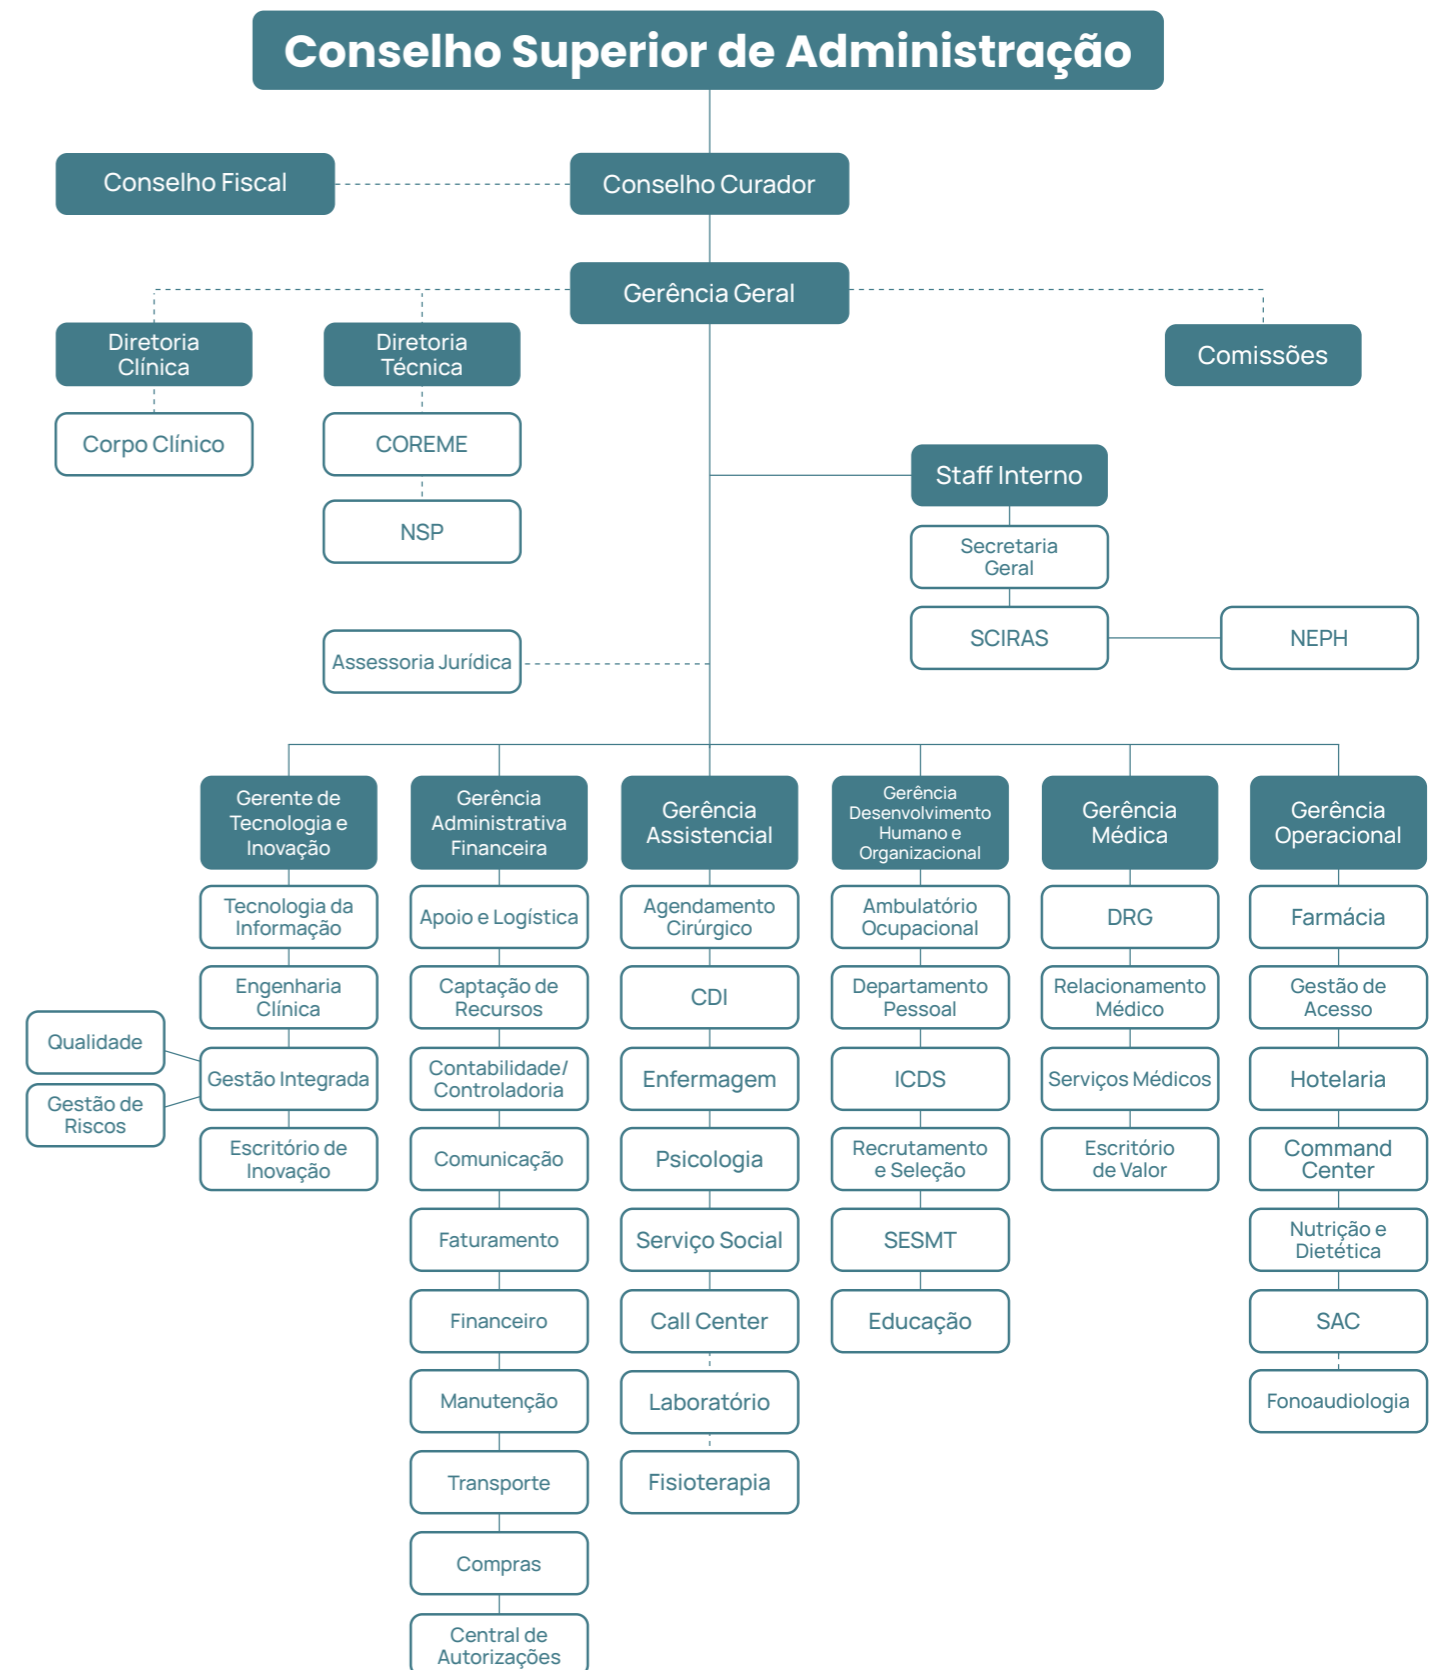 Conselho Superior de Administração
Conselho Fiscal
Conselho Curador
Gerência Geral
Diretoria
Clínica
Diretoria
Técnica
Comissões
Corpo Clínico
COREME
NSP
Staff Interno
Secretaria
Geral
SCIRAS
NEPH
Assessoria Jurídica
Gerente de
Tecnologia e
Inovação
Tecnologia da
Informação
Engenharia
Clínica
Qualidade
Gestão de
Riscos
Gestão Integrada
Escritório de
Inovação
Gerência
Administrativa
Financeira
Apoio e Logística
Captação de
Recursos
Contabilidade/
Controladoria
Comunicação
Faturamento
Financeiro
Manutenção
Transporte
Compras
Central de
Autorizações
Gerência
Assistencial
Agendamento
Cirúrgico
CDI
Enfermagem
Psicologia
Serviço Social
Call Center
Laboratório
Fisioterapia
Gerência
Desenvolvimento
Humano e
Organizacional
Ambulatório
Ocupacional
Departamento
Pessoal
ICDS
Recrutamento
e Seleção
SESMT
Educação
Gerência
Médica
DRG
Relacionamento
Médico
Serviços Médicos
Escritório
de Valor
Gerência
Operacional
Farmácia
Gestão de
Acesso
Hotelaria
Command
Center
Nutrição e
Dietética
SAC
Fonoaudiologia